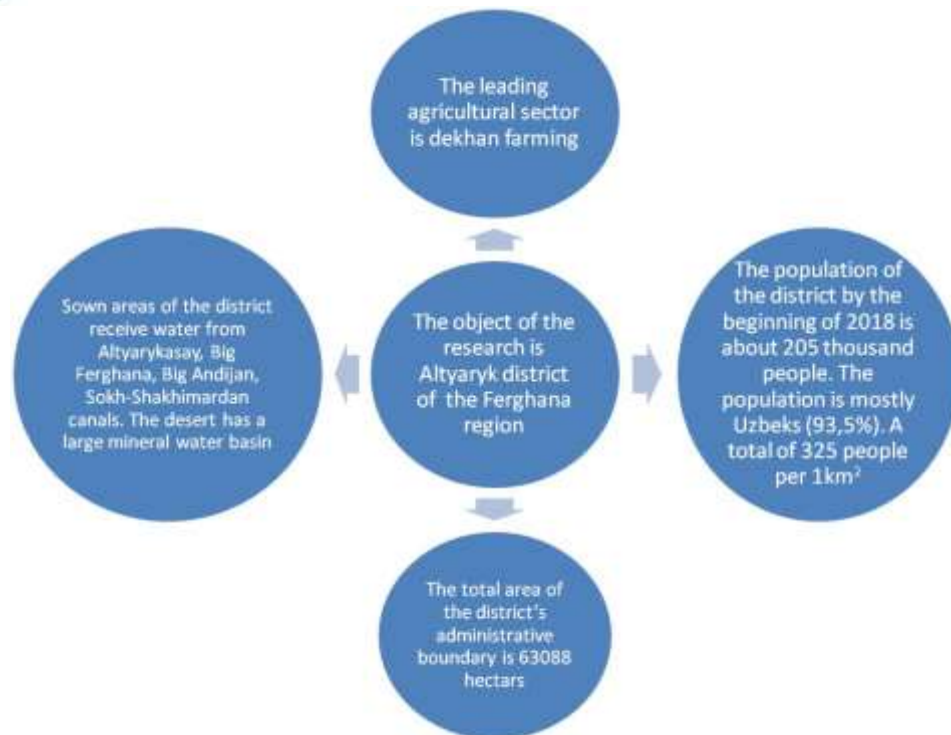 The leading
agricultural sector
is dekhan farming
Sown areas of the district
receive water from
Altyarykasay, Big
Ferghana, Big Andijan,
Sokh-Shakhimardan
canals. The desert has a
large mineral water basin
The object of the
research is
Altyaryk district
of the Ferghana
region
The population of
the district by the
beginning of 2018 is
about 205 thousand
people. The
population is mostly
Uzbeks (93,5%). A
total of 325 people
per 1km²
The total area of
the district's
administrative
boundary is 63088
hectars